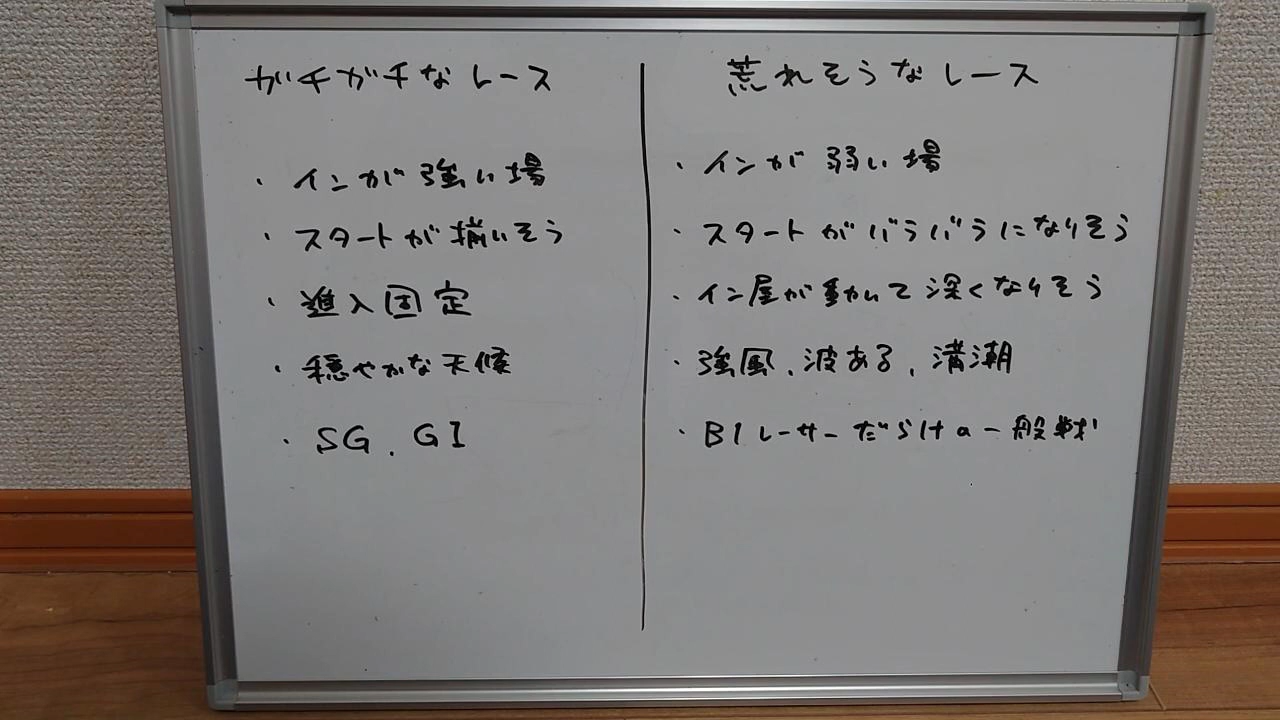 ガチガチなレース
・インが強い場
・スタートが揃いそう
・進入固定
・穏やかな天候
・SG、GI
荒れそうなレース
・インが弱い場
・スタートがバラバラになりそう
・イン屋が動いて深くなりそう
・強風、波ある、満潮
・B1レーサーだらけの一般戦